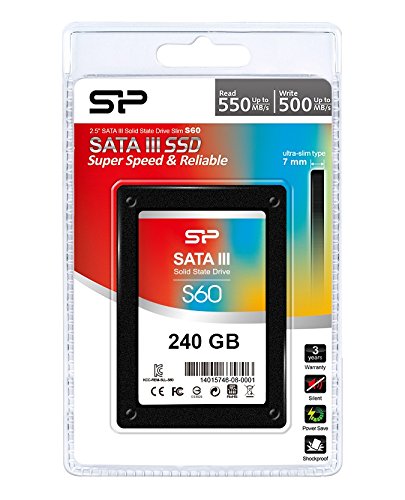 SP
Read
550 Up to MB/s
Write
500 Up to MB/s
2.5" SATA III Solid State Drive Slim S60
SATA III SSD
Super Speed & Reliable
ultra-slim type
7 mm
SP
SATA III
Solid State Drive
S60
240 GB
14015746-08-0001
CE FC
3
years
Warranty
Silent
Power Save
Shockproof